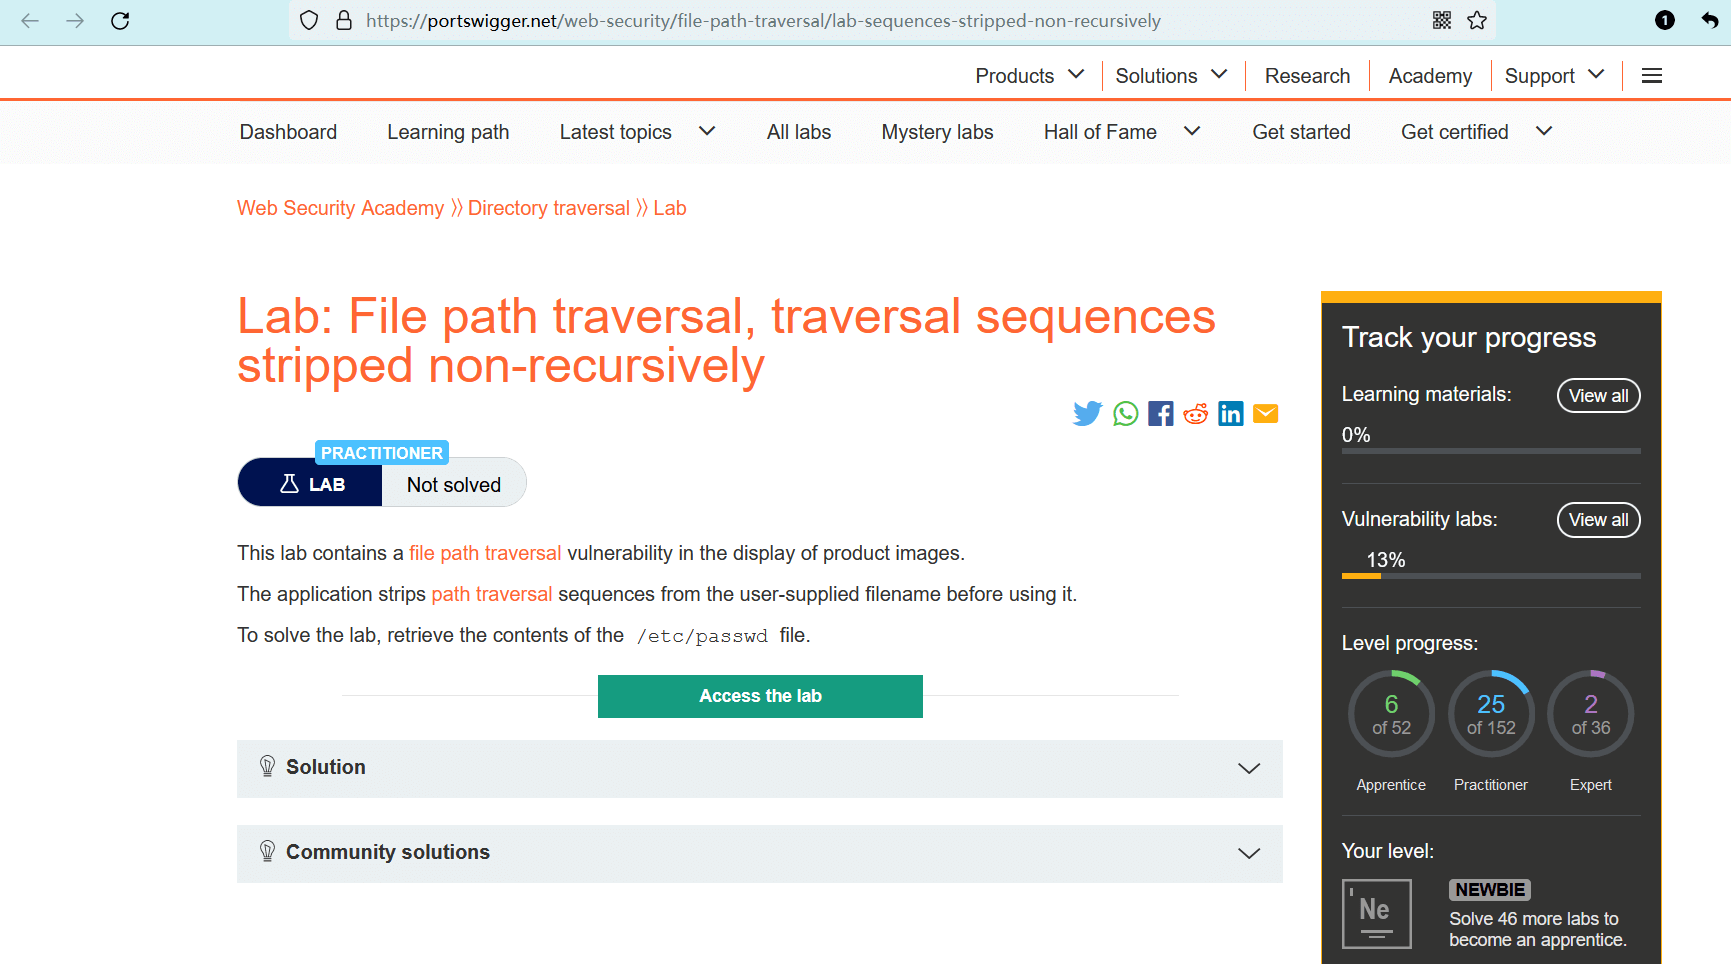 https://portswigger.net/web-security/file-path-traversal/lab-sequences-stripped-non-recursively
1
Products Solutions Research Academy Support
Dashboard Learning path Latest topics All labs Mystery labs Hall of Fame Get started Get certified
Web Security Academy » Directory traversal » Lab
Lab: File path traversal, traversal sequences
stripped non-recursively
PRACTITIONER
LAB Not solved
This lab contains a file path traversal vulnerability in the display of product images.
The application strips path traversal sequences from the user-supplied filename before using it.
To solve the lab, retrieve the contents of the /etc/passwd file.
Access the lab
Solution
Community solutions
Track your progress
Learning materials: View all
0%
Vulnerability labs: View all
13%
Level progress:
6 25 2
of 52 of 152 of 36
Apprentice Practitioner Expert
Your level:
Ne
NEWBIE
Solve 46 more labs to
become an apprentice.